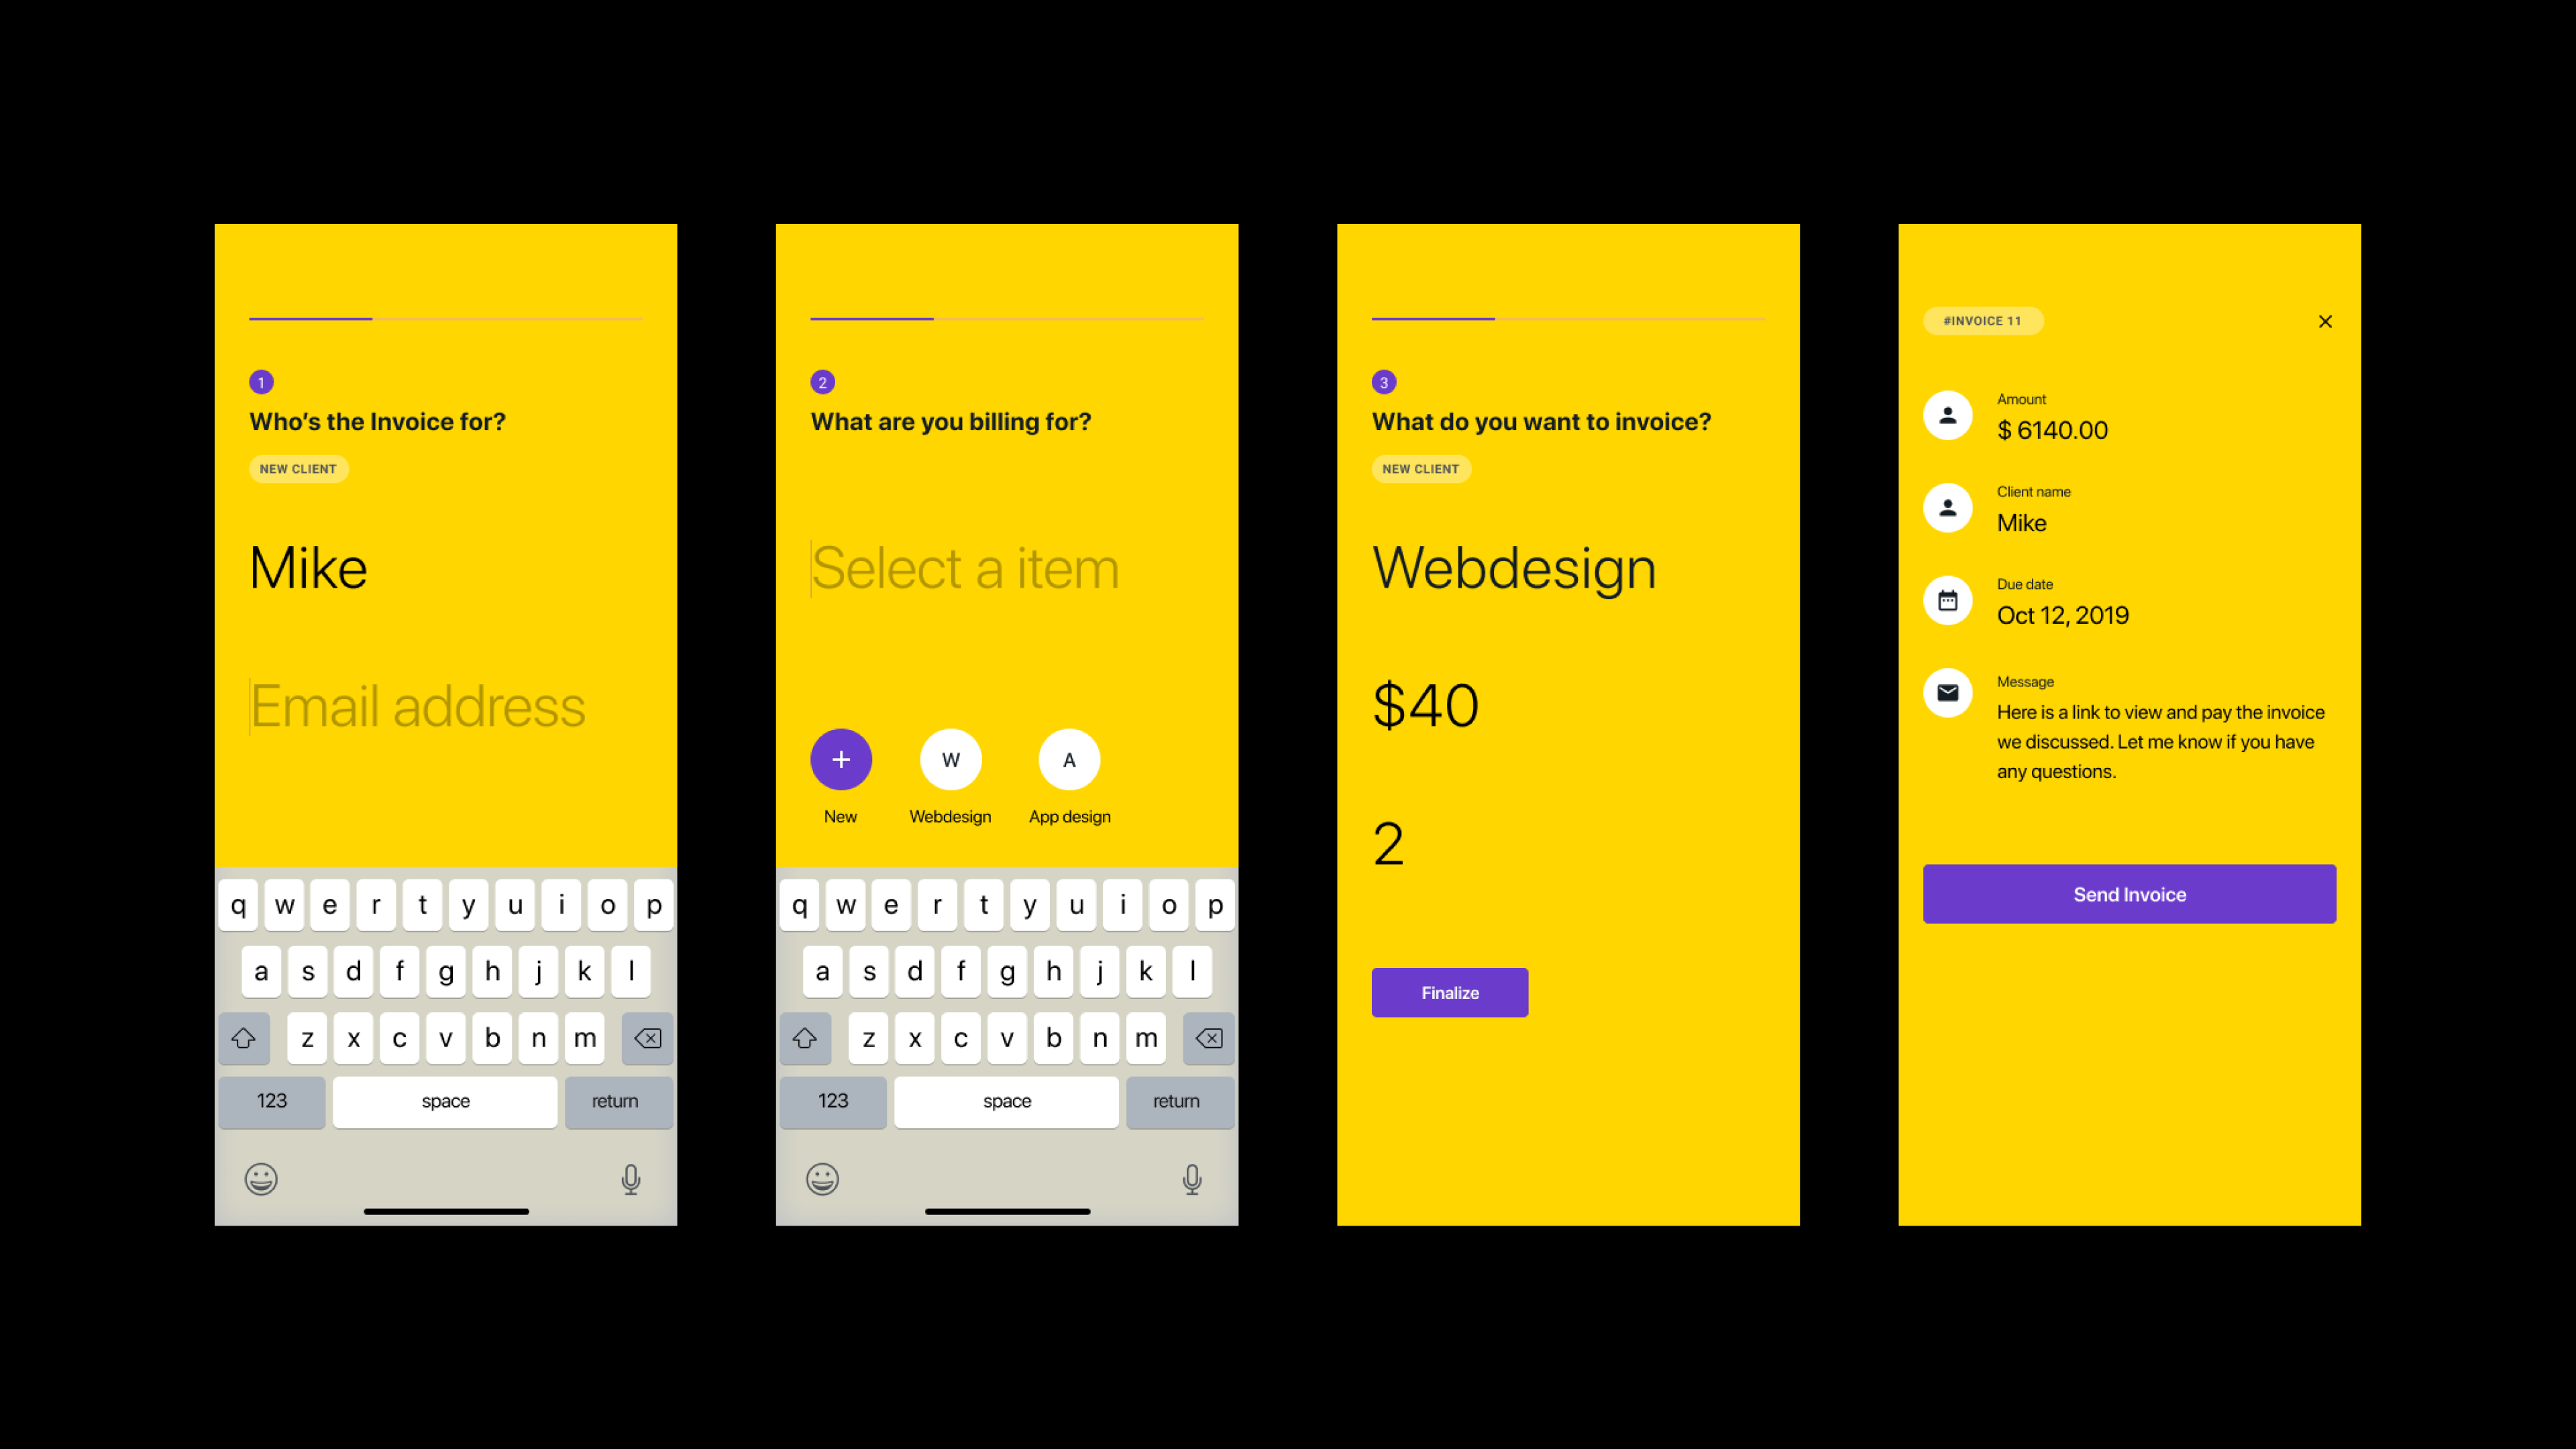 1
Who's the Invoice for?
NEW CLIENT
Mike
Email address
q w e r t y u i o p
a s d f g h j k l
z x c v b n m
123 space return
2
What are you billing for?
Select a item
+ W A
New Webdesign App design
q w e r t y u i o p
a s d f g h j k l
z x c v b n m
123 space return
3
What do you want to invoice?
NEW CLIENT
Webdesign
$40
2
Finalize
#INVOICE 11
Amount
$ 6140.00
Client name
Mike
Due date
Oct 12, 2019
Message
Here is a link to view and pay the invoice
we discussed. Let me know if you have
any questions.
Send Invoice